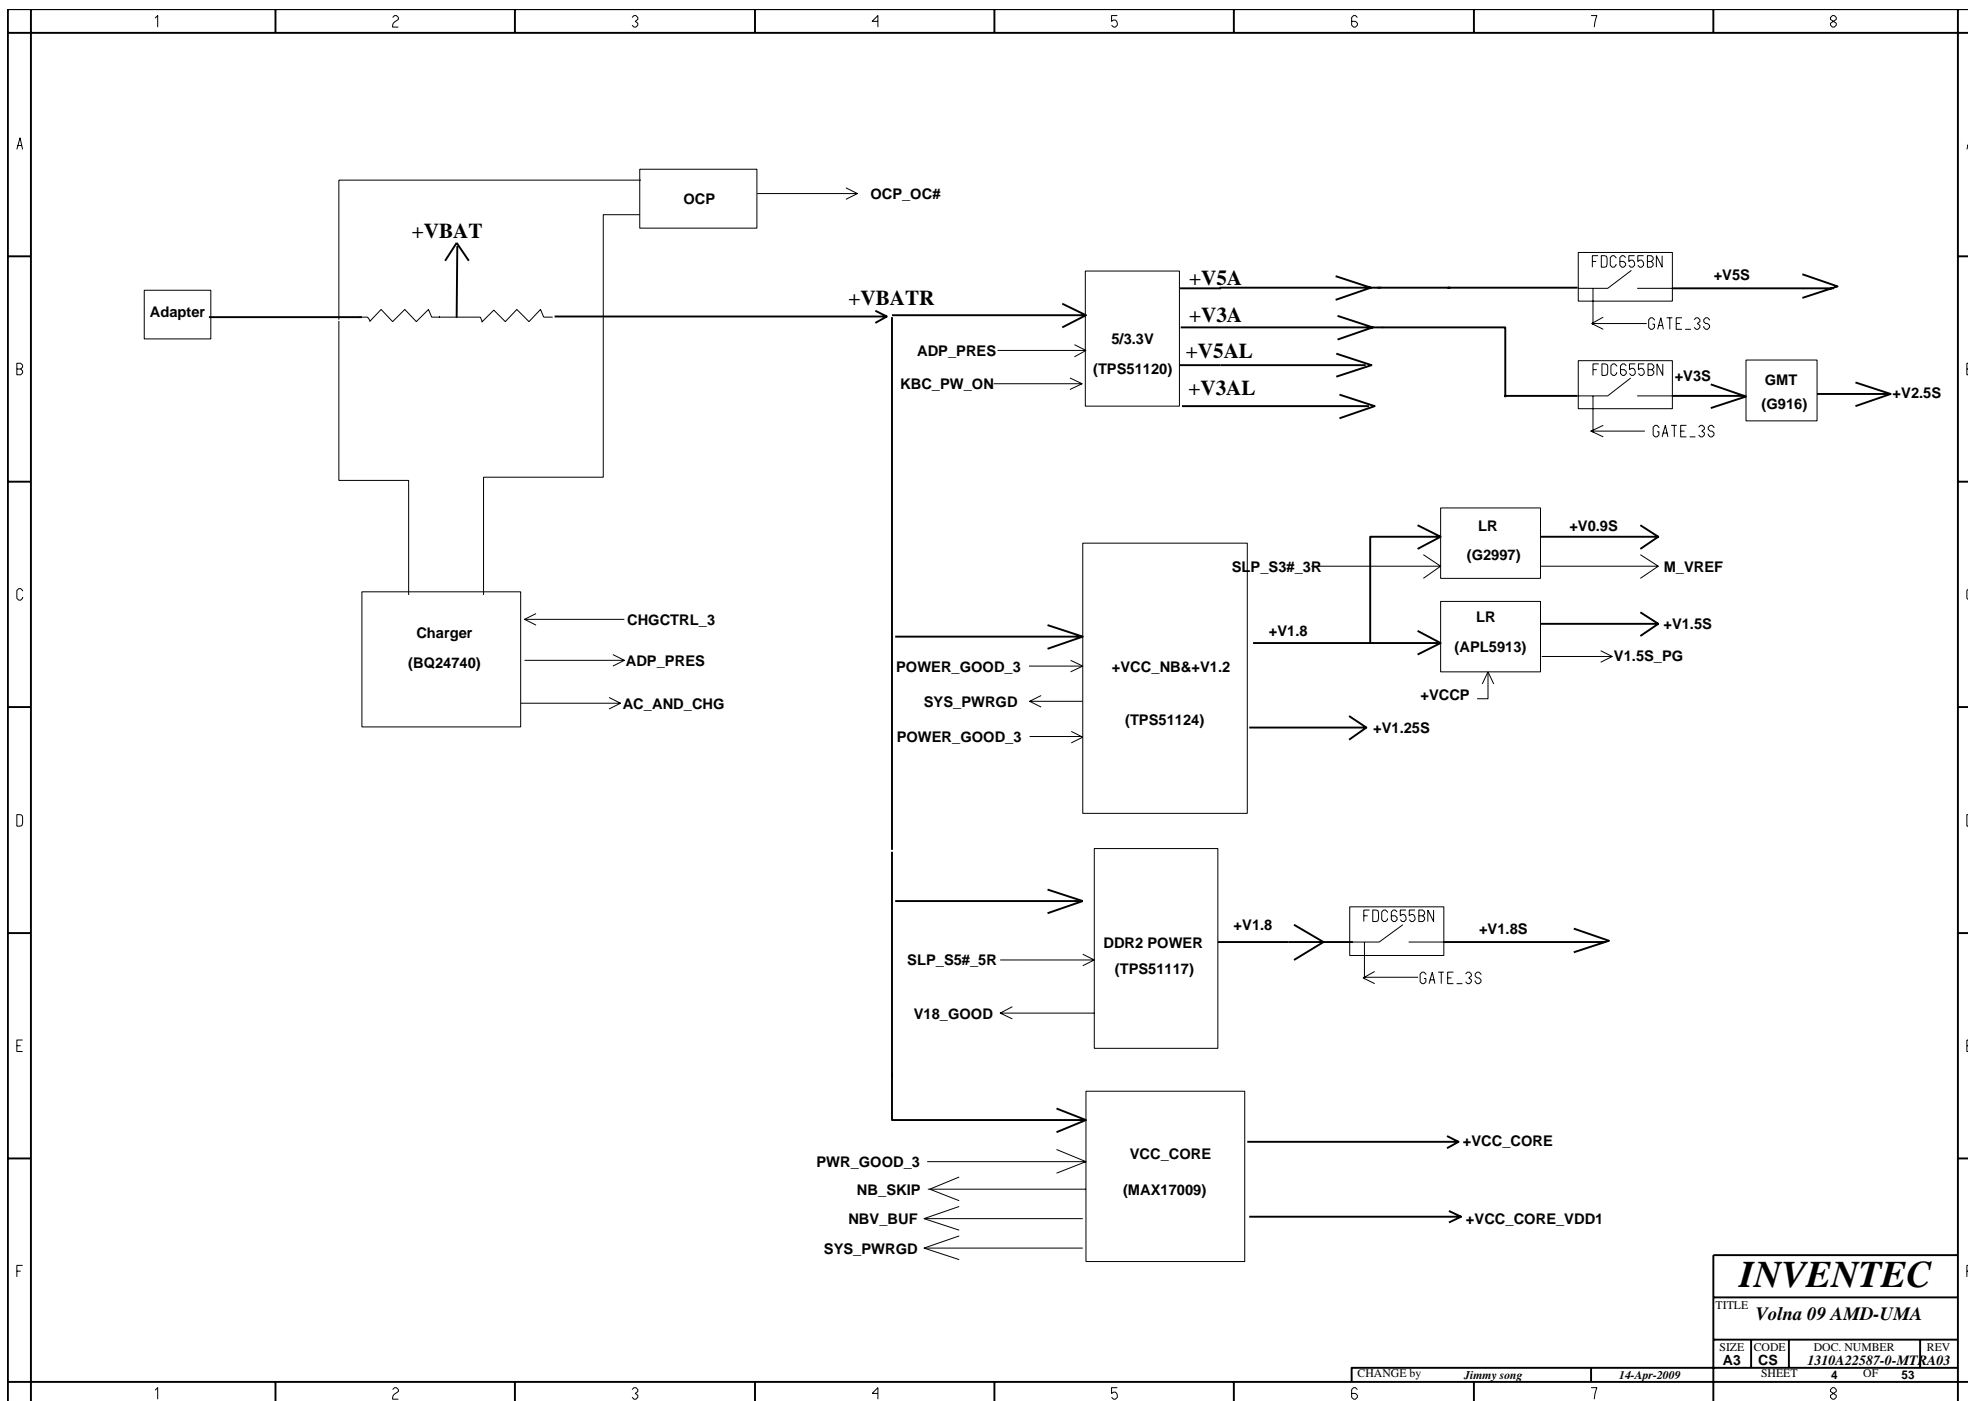 1 2 3 4 5 6 7 8
A
B
C
D
E
F
OCP
OCP_OC#
+VBAT
Adapter
+VBATR
ADP_PRES
KBC_PW_ON
5/3.3V
(TPS51120)
+V5A
+V3A
+V5AL
+V3AL
FDC655BN
+V5S
GATE_3S
FDC655BN
+V3S
GATE_3S
GMT
(G916)
+V2.5S
Charger
(BQ24740)
CHGCTRL_3
ADP_PRES
AC_AND_CHG
POWER_GOOD_3
SYS_PWRGD
POWER_GOOD_3
+VCC_NB&+V1.2
(TPS51124)
SLP_S3#_3R
+V1.8
+V1.25S
LR
(G2997)
+V0.9S
M_VREF
LR
(APL5913)
+V1.5S
V1.5S_PG
+VCCP
SLP_S5#_5R
V18_GOOD
DDR2 POWER
(TPS51117)
+V1.8
FDC655BN
+V1.8S
GATE_3S
PWR_GOOD_3
NB_SKIP
NBV_BUF
SYS_PWRGD
VCC_CORE
(MAX17009)
+VCC_CORE
+VCC_CORE_VDD1
INVENTEC
TITLE Volna 09 AMD-UMA
SIZE CODE DOC. NUMBER REV
A3 CS 1310A22587-0-MTR A03
CHANGE by Jimmy song 14-Apr-2009 SHEET 4 OF 53
1 2 3 4 5 6 7 8